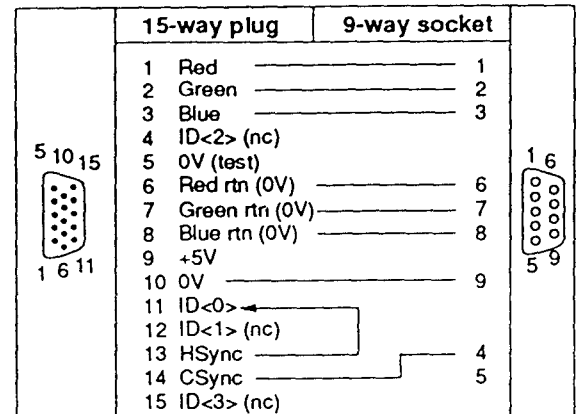 15-way plug 9-way socket
1 Red 1
2 Green 2
3 Blue 3
4 ID<2> (nc)
5 0V (test)
6 Red rtn (0V) 6
7 Green rtn (0V) 7
8 Blue rtn (0V) 8
9 +5V
10 0V 9
11 ID<0>
12 ID<1> (nc)
13 HSync 4
14 CSync 5
15 ID<3> (nc)
5 10 15
1 6 11
1 6
5 9